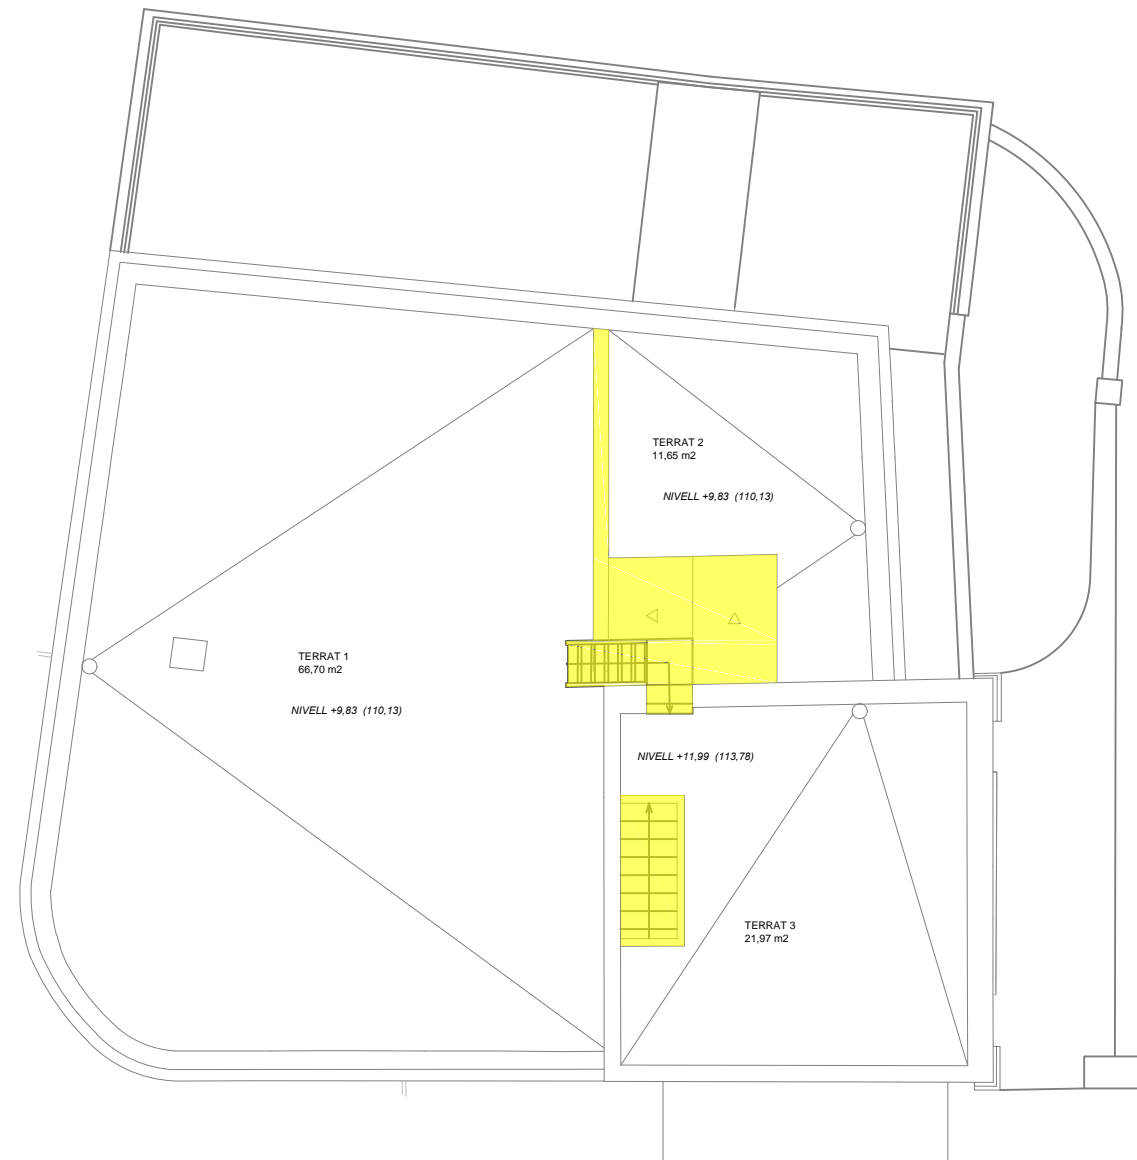 TERRAT 2
11,65 m2
NIVELL +9,83 (110,13)
TERRAT 1
66,70 m2
NIVELL +9,83 (110,13)
NIVELL +11,99 (113,78)
TERRAT 3
21,97 m2